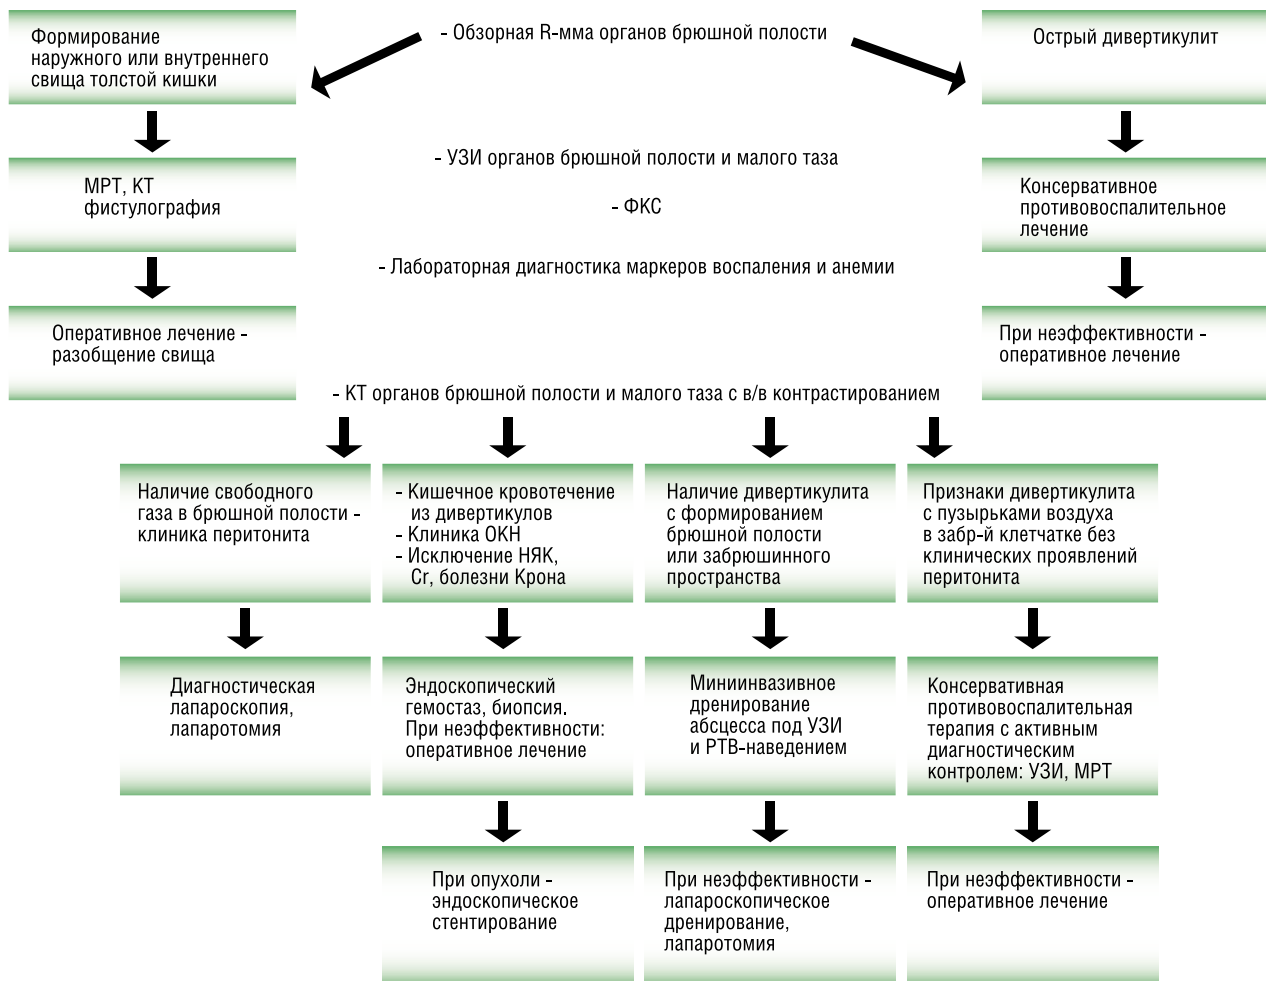 Формирование
наружного или внутреннего
свища толстой кишки
- Обзорная R-мма органов брюшной полости
Острый дивертикулит
- УЗИ органов брюшной полости и малого таза
МРТ, КТ
фистулография
- ФКС
Консервативное
противовоспалительное
лечение
- Лабораторная диагностика маркеров воспаления и анемии
Оперативное лечение -
разобщение свища
При неэффективности -
оперативное лечение
- КТ органов брюшной полости и малого таза с в/в контрастированием
Наличие свободного
газа в брюшной полости -
клиника перитонита
- Кишечное кровотечение
из дивертикулов
- Клиника ОКН
- Исключение НЯК,
Cr, болезни Крона
Наличие дивертикулита
с формированием
брюшной полости
или забрюшинного
пространства
Признаки дивертикулита
с пузырьками воздуха
в забр-й клетчатке без
клинических проявлений
перитонита
Диагностическая
лапароскопия,
лапаротомия
Эндоскопический
гемостаз, биопсия.
При неэффективности:
оперативное лечение
Миниинвазивное
дренирование
абсцесса под УЗИ
и РТВ-наведением
Консервативная
противовоспалительная
терапия с активным
диагностическим
контролем: УЗИ, МРТ
При опухоли -
эндоскопическое
стентирование
При неэффективности -
лапароскопическое
дренирование,
лапаротомия
При неэффективности -
оперативное лечение